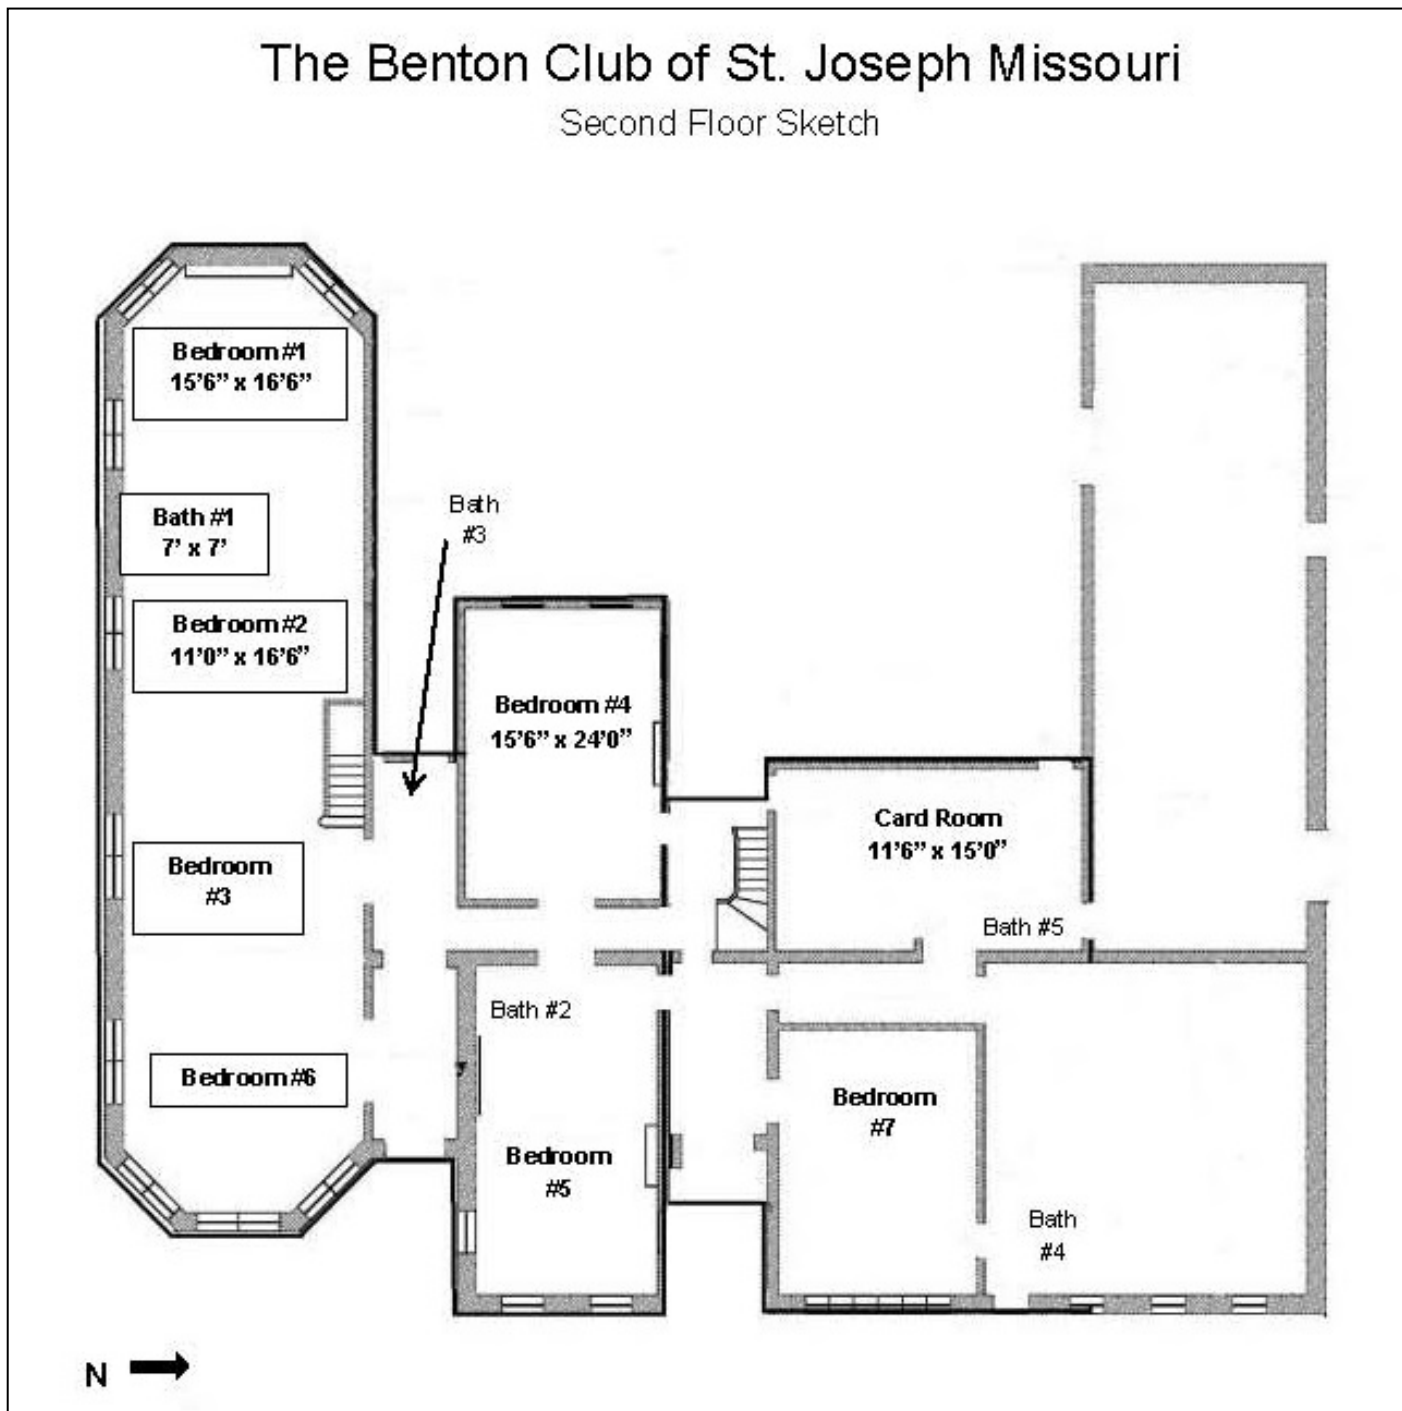 The Benton Club of St. Joseph Missouri
Second Floor Sketch
Bedroom #1
15’6” x 16’6”
Bath #1
7’ x 7’
Bath
#3
Bedroom #2
11’0” x 16’6”
Bedroom #4
15’6” x 24’0”
Card Room
11’6” x 15’0”
Bedroom
#3
Bath #5
Bath #2
Bedroom #6
Bedroom
#7
Bedroom
#5
Bath
#4
N